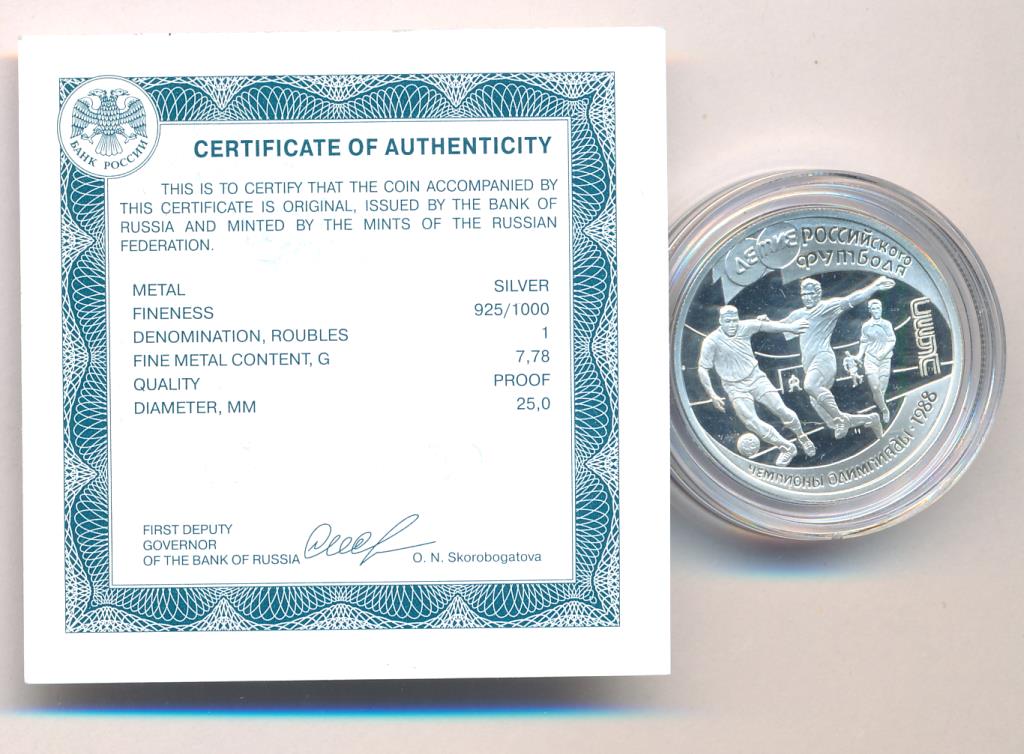 БАНК РОССИИ
CERTIFICATE OF AUTHENTICITY
THIS IS TO CERTIFY THAT THE COIN ACCOMPANIED BY
THIS CERTIFICATE IS ORIGINAL, ISSUED BY THE BANK OF
RUSSIA AND MINTED BY THE MINTS OF THE RUSSIAN
FEDERATION.
METAL SILVER
FINENESS 925/1000
DENOMINATION, ROUBLES 1
FINE METAL CONTENT, G 7,78
QUALITY PROOF
DIAMETER, MM 25,0
FIRST DEPUTY
GOVERNOR
OF THE BANK OF RUSSIA O. N. Skorobogatova
РОССИЙСКОГО
ФУТБОЛА
ЧЕМПИОНЫ ОЛИМПИАДЫ · 1988